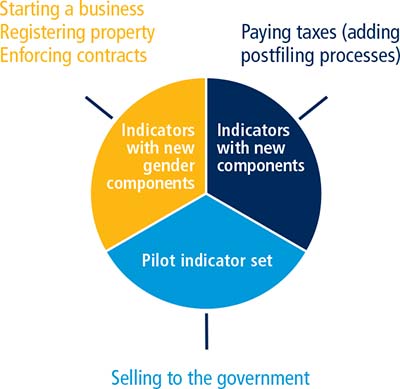 Starting a business
Registering property
Enforcing contracts
Paying taxes (adding
postfiling processes)
Indicators
with new
gender
components
Indicators
with new
components
Pilot indicator set
Selling to the government